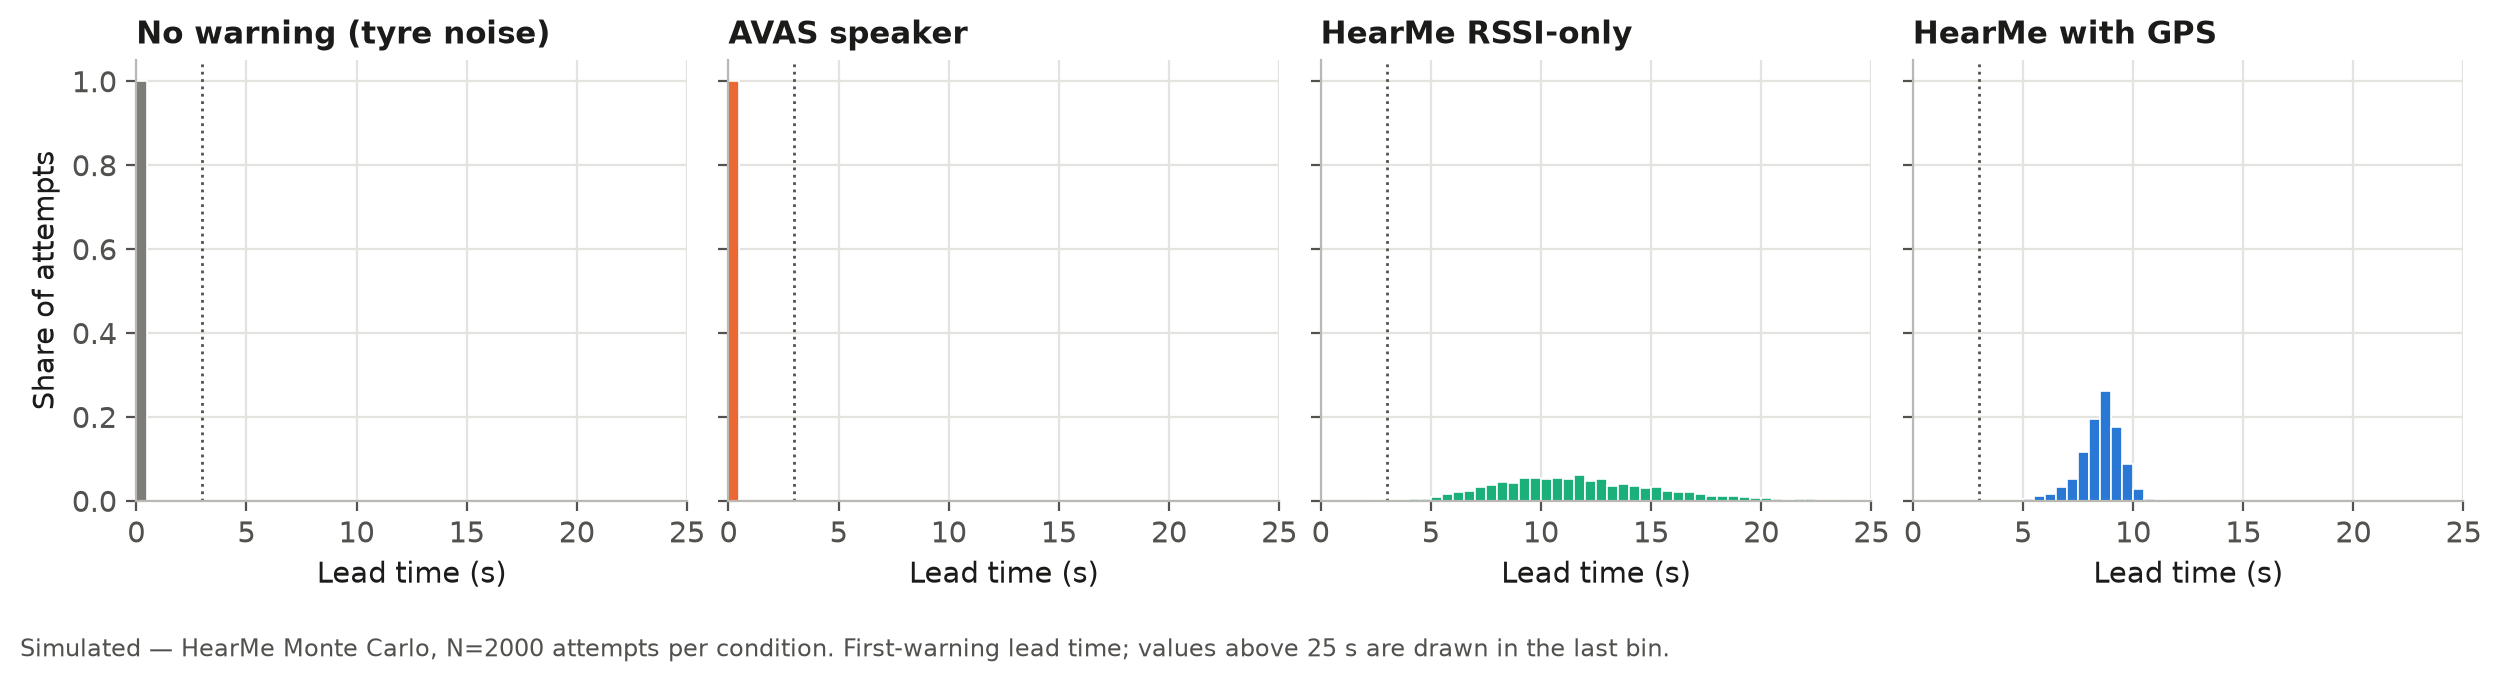 No warning (tyre noise)
AVAS speaker
HearMe RSSI-only
HearMe with GPS
Share of attempts
1.0
0.8
0.6
0.4
0.2
0.0
0 5 10 15 20 25
0 5 10 15 20 25
0 5 10 15 20 25
0 5 10 15 20 25
Lead time (s)
Lead time (s)
Lead time (s)
Lead time (s)
Simulated — HearMe Monte Carlo, N=2000 attempts per condition. First-warning lead time; values above 25 s are drawn in the last bin.